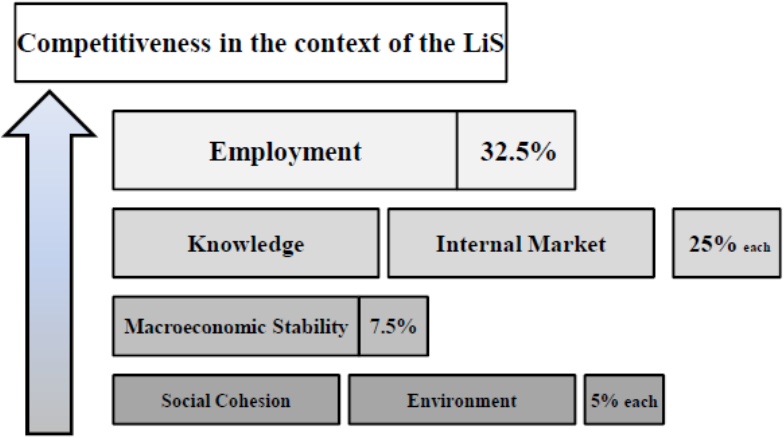 Competitiveness in the context of the LiS
Employment 32.5%
Knowledge Internal Market 25% each
Macroeconomic Stability 7.5%
Social Cohesion Environment 5% each